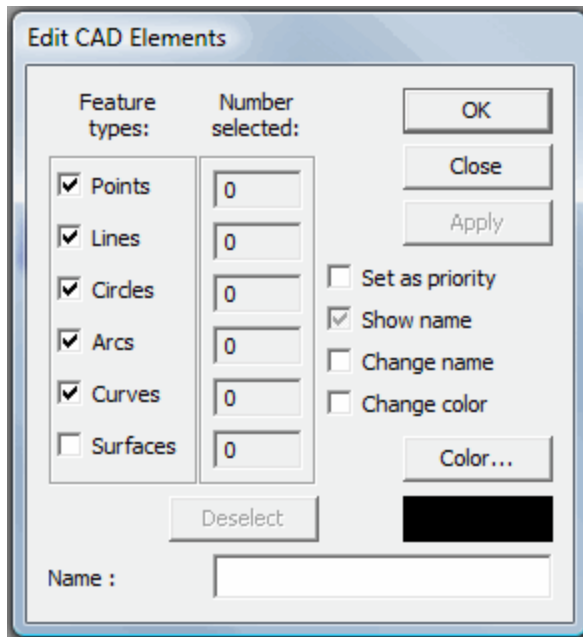 Edit CAD Elements
Feature types:
Number selected:
OK
Close
Apply
Points
0
Lines
0
Circles
0
Arcs
0
Curves
0
Surfaces
0
Set as priority
Show name
Change name
Change color
Color...
Deselect
Name :